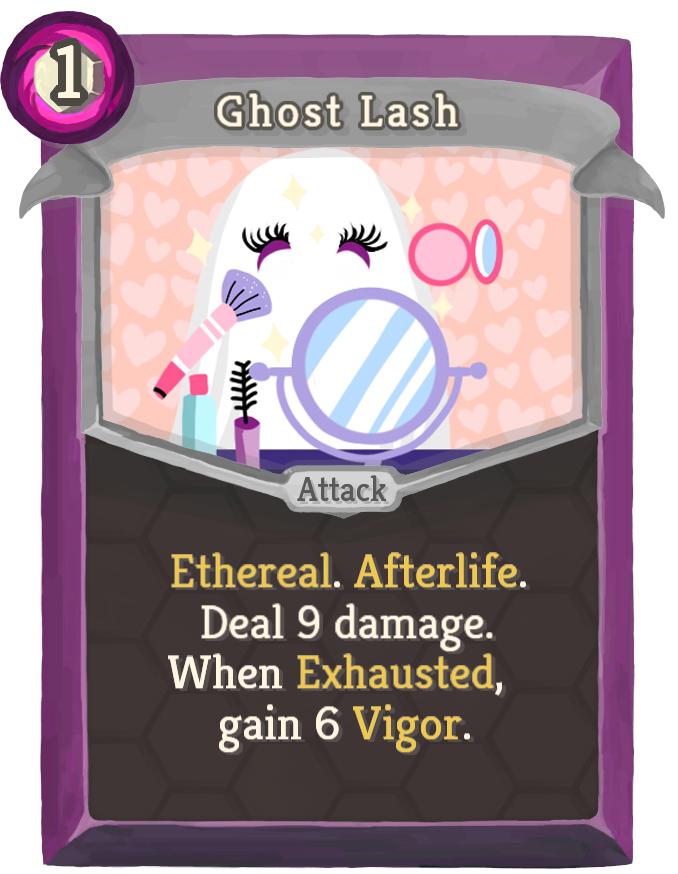 1
Ghost Lash
Attack
Ethereal. Afterlife.
Deal 9 damage.
When Exhausted,
gain 6 Vigor.